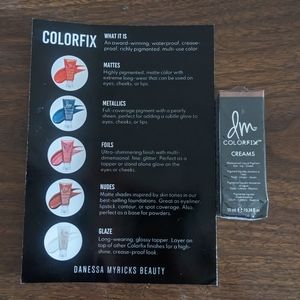 COLORFIX
WHAT IT IS
An award-winning, waterproof, crease-
proof, richly pigmented, multi-use color
MATTES
Highly pigmented, matte color with
extreme long-wear that can be used on
eyes, cheeks, or lips.
METALLICS
Full-coverage pigment with a pearly
sheen, perfect for adding a subtle glow to
eyes, cheeks, or lips.
FOILS
Ultra-shimmering finish with multi-
dimensional, fine, glitter. Perfect as a
topper or stand alone glow on the eyes
or cheeks.
NUDES
Matte shades inspired by skin tones in our
best-selling foundations. Great as eyeliner,
lipstick, contour, or spot coverage. Also,
perfect as a base for powders.
GLAZE
Long-wearing, glossy topper. Layer on
top of other Colorfix finishes for a high-
shine, crease-proof look.
DANESSA MYRICKS BEAUTY
dm
COLORFIX
CREAMS
10 ml